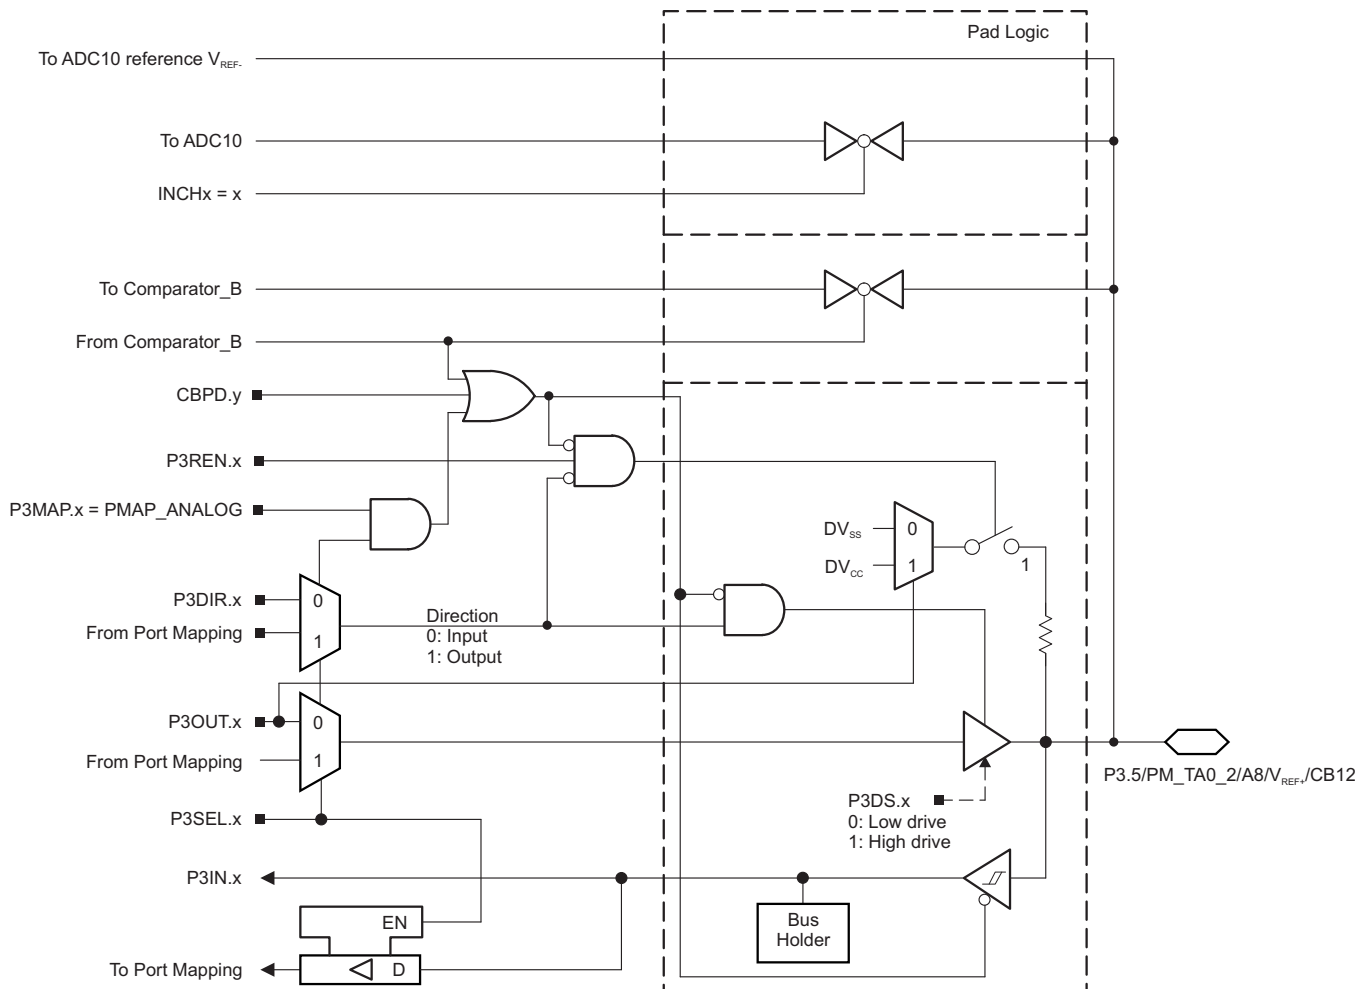 Pad Logic
To ADC10 reference VREF-
To ADC10
INCHx = x
To Comparator_B
From Comparator_B
CBPD.y
P3REN.x
P3MAP.x = PMAP_ANALOG
DVSS
0
DVCC
1
1
P3DIR.x
0
From Port Mapping
1
Direction
0: Input
1: Output
P3OUT.x
0
From Port Mapping
1
P3.5/PM_TA0_2/A8/VREF+/CB12
P3DS.x
0: Low drive
1: High drive
P3SEL.x
P3IN.x
EN
Bus
Holder
To Port Mapping
D